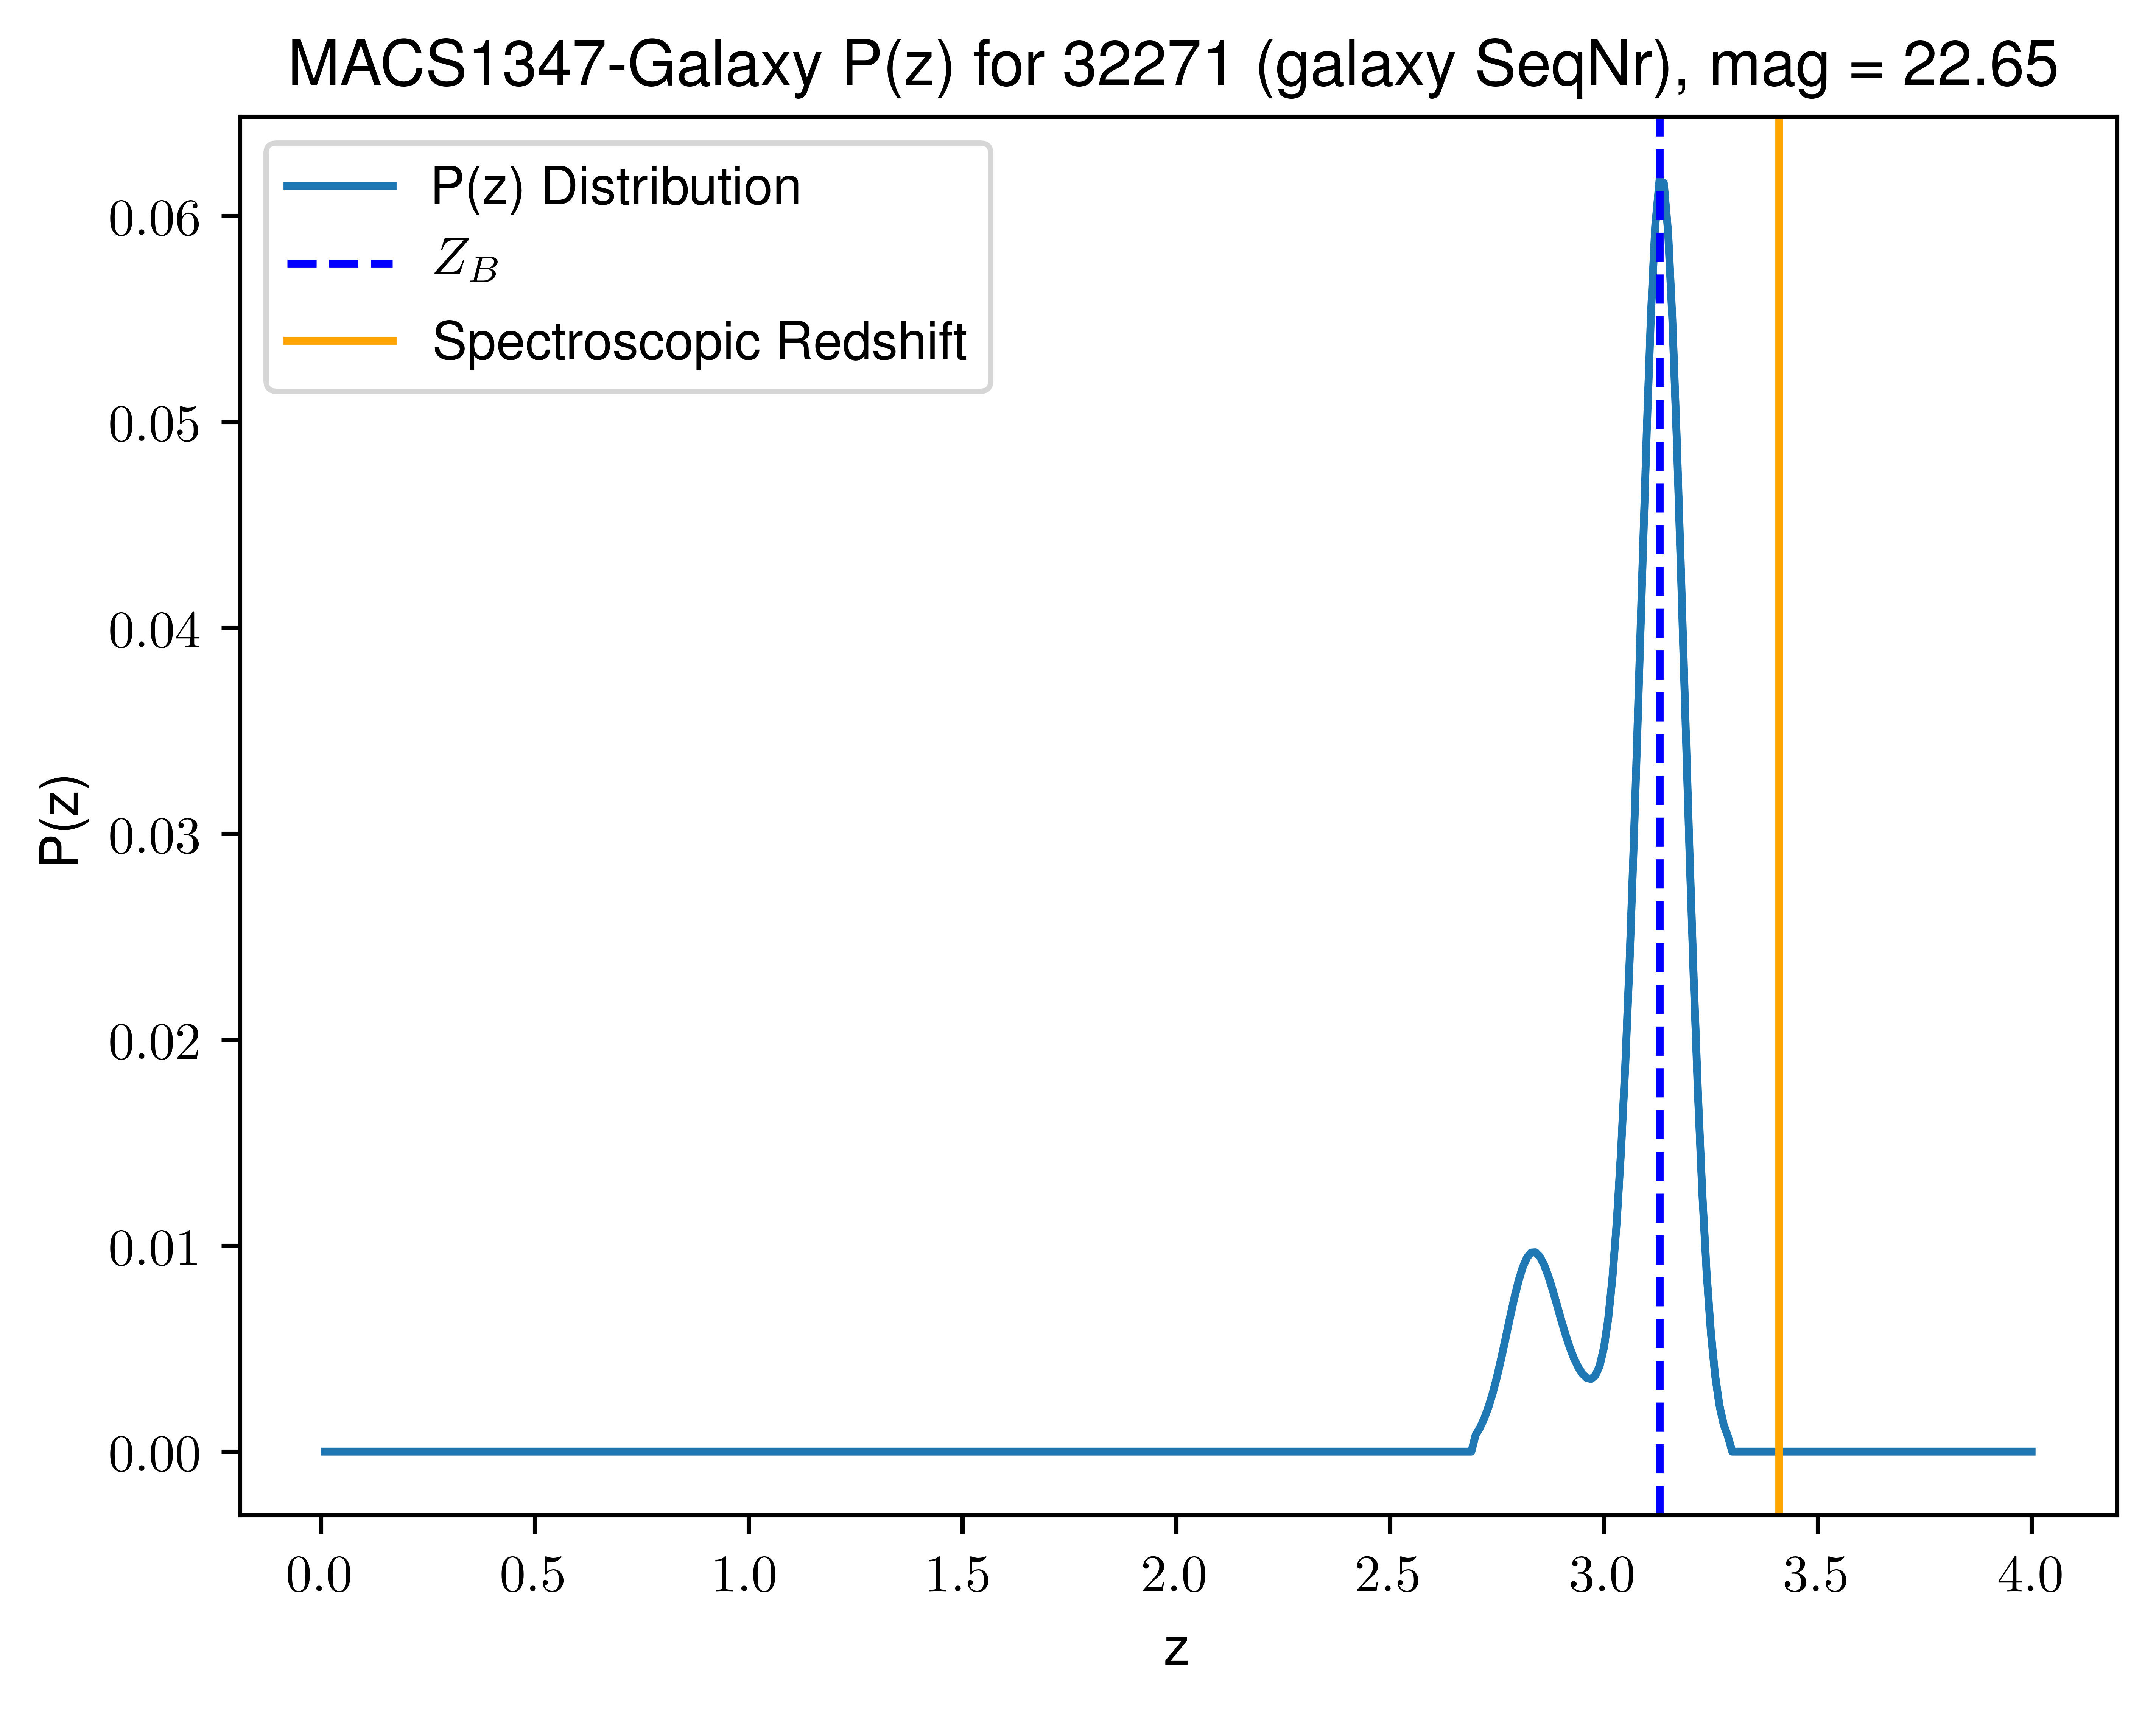 MACS1347-Galaxy P(z) for 32271 (galaxy SeqNr), mag = 22.65
P(z) Distribution
Z_B
Spectroscopic Redshift
0.06
0.05
0.04
0.03
0.02
0.01
0.00
P(z)
0.0 0.5 1.0 1.5 2.0 2.5 3.0 3.5 4.0
z